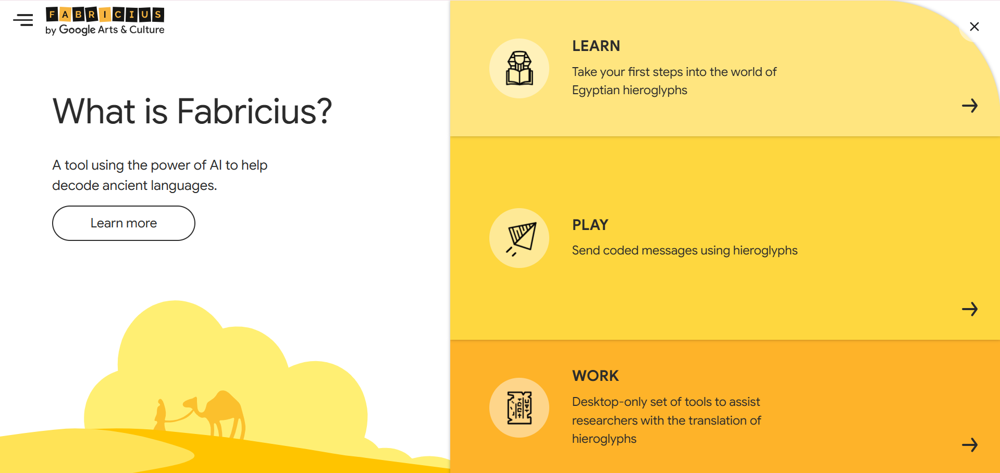 FABRICIUS
by Google Arts & Culture
What is Fabricius?
A tool using the power of AI to help
decode ancient languages.
Learn more
LEARN
Take your first steps into the world of
Egyptian hieroglyphs
PLAY
Send coded messages using hieroglyphs
WORK
Desktop-only set of tools to assist
researchers with the translation of
hieroglyphs